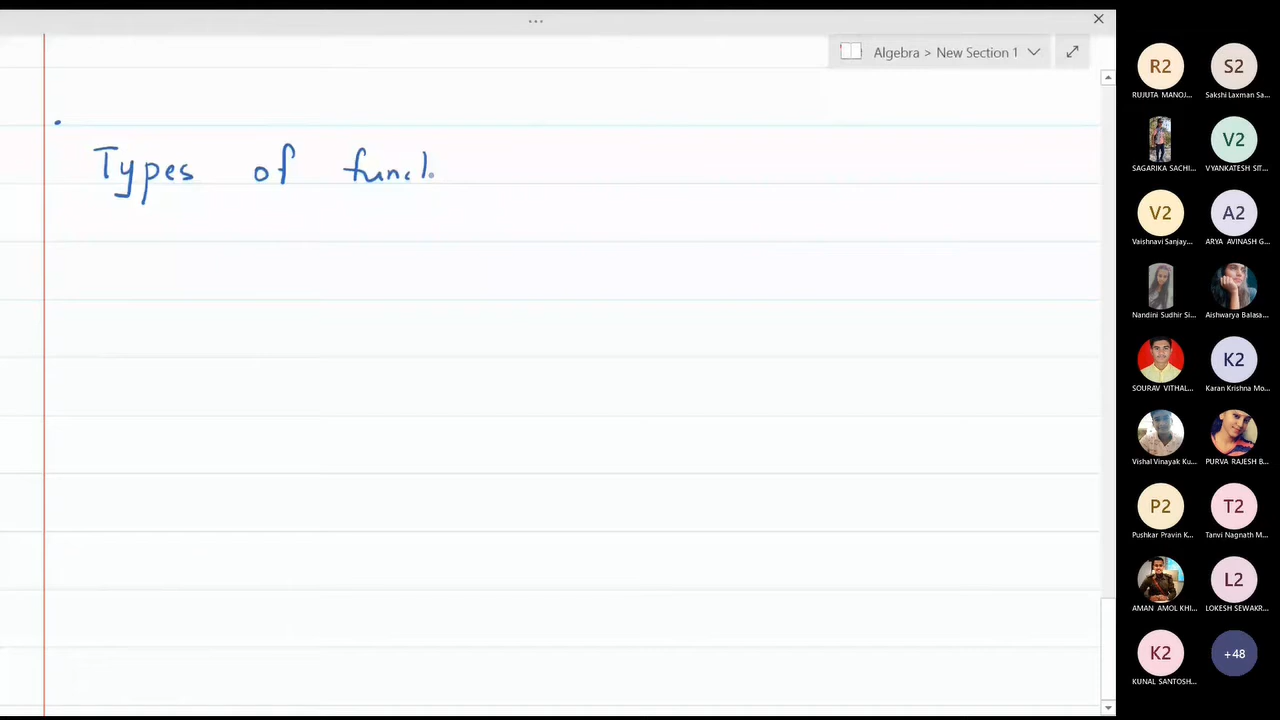 Algebra > New Section 1
Types of funct
R2
S2
RUJUTA MANOJ...
Sakshi Laxman Sa...
V2
SAGARIKA SACHI...
VYANKATESH SIT...
V2
A2
Vaishnavi Sanjay...
ARYA AVINASH G...
Nandini Sudhir Si...
Aishwarya Balasa...
K2
SOURAV VITHAL...
Karan Krishna Mo...
Vishal Vinayak Ku...
PURVA RAJESH B...
P2
T2
Pushkar Pravin K...
Tanvi Nagnath M...
L2
AMAN AMOL KHI...
LOKESH SEWAKR...
K2
+48
KUNAL SANTOSH...